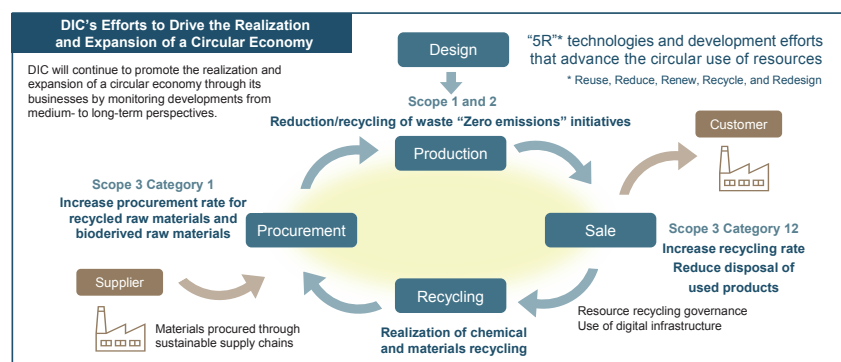 DIC's Efforts to Drive the Realization
and Expansion of a Circular Economy
DIC will continue to promote the realization and
expansion of a circular economy through its
businesses by monitoring developments from
medium- to long-term perspectives.
Design
“5R”* technologies and development efforts
that advance the circular use of resources
* Reuse, Reduce, Renew, Recycle, and Redesign
Scope 1 and 2
Reduction/recycling of waste “Zero emissions” initiatives
Production
Customer
Scope 3 Category 1
Increase procurement rate for
recycled raw materials and
bioderived raw materials
Procurement
Sale
Scope 3 Category 12
Increase recycling rate
Reduce disposal of
used products
Supplier
Materials procured through
sustainable supply chains
Recycling
Realization of chemical
and materials recycling
Resource recycling governance
Use of digital infrastructure